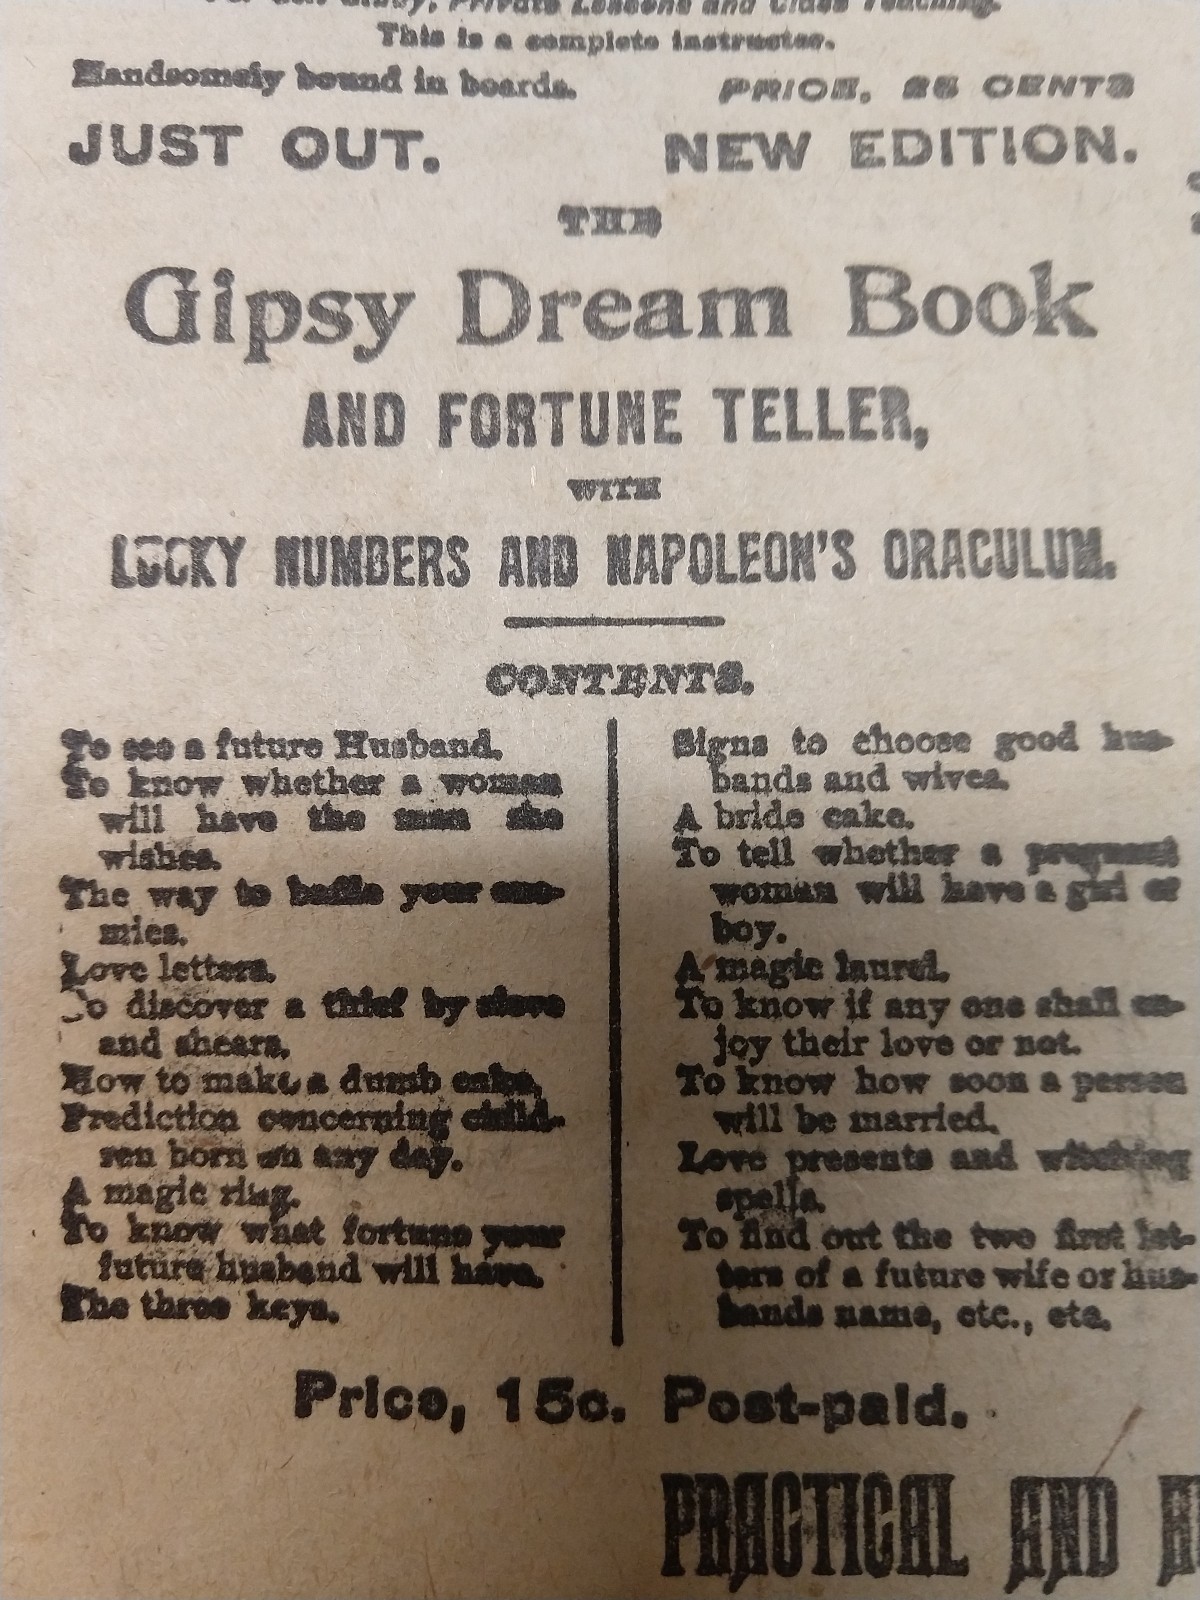 Private Lessons and Class Teaching.
This is a complete instructor.
Handsomely bound in boards.
PRICE, 25 CENTS
JUST OUT.
NEW EDITION.
THE
Gipsy Dream Book
AND FORTUNE TELLER,
WITH
LUCKY NUMBERS AND NAPOLEON'S ORACULUM.
CONTENTS.
To see a future Husband.
To know whether a woman
will have the man she
wishes.
The way to baffle your ene-
mies.
Love letters.
To discover a thief by sieve
and shears.
How to make a dumb cake.
Prediction concerning child-
ren born on any day.
A magic ring.
To know what fortune your
future husband will have.
The three keys.
Signs to choose good hus-
bands and wives.
A bride cake.
To tell whether a pregnant
woman will have a girl or
boy.
A magic laurel.
To know if any one shall en-
joy their love or not.
To know how soon a person
will be married.
Love presents and witching
spells.
To find out the two first let-
ters of a future wife or hus-
bands name, etc., etc.
Price, 15c. Post-paid.
PRACTICAL AND